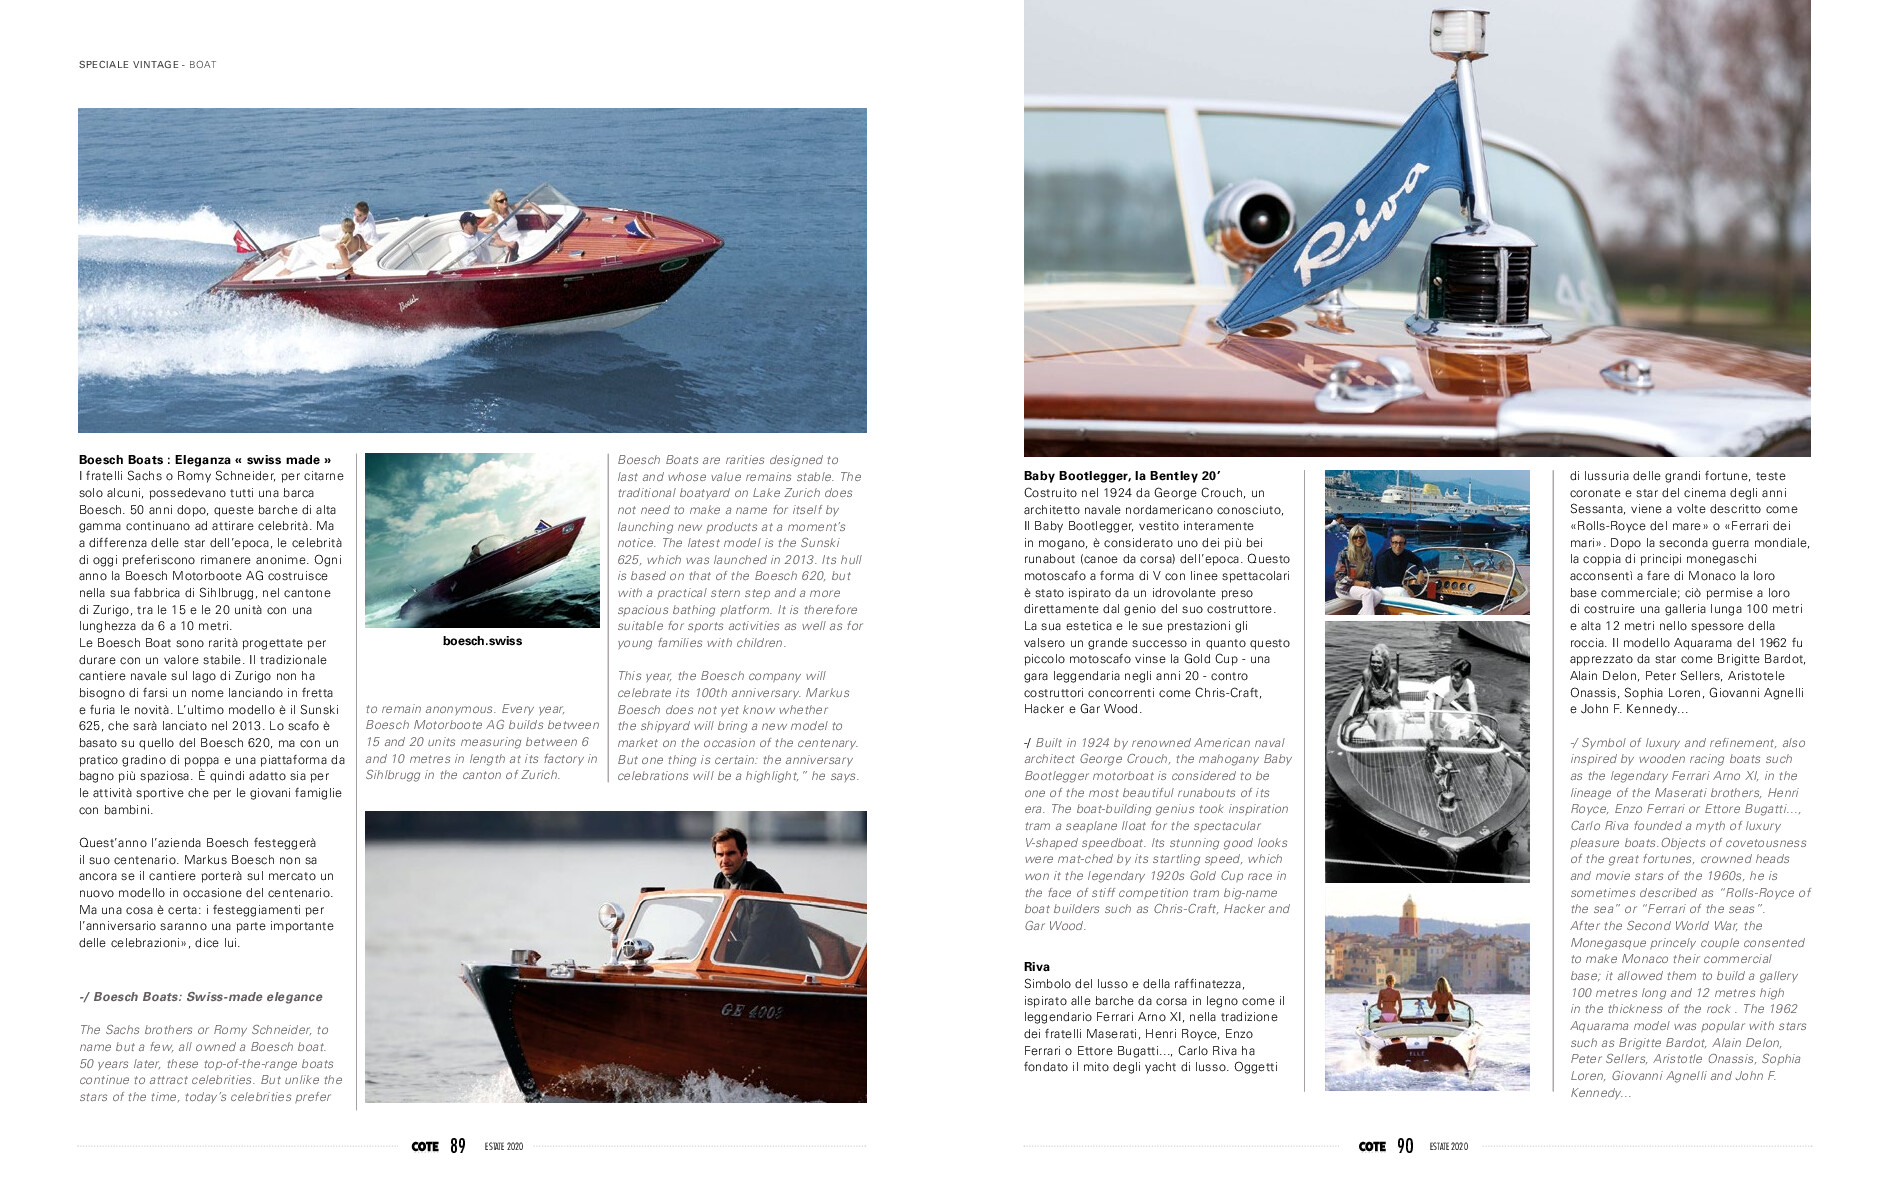 SPECIALE VINTAGE - BOAT
Boesch
Boesch Boats : Eleganza « swiss made »
I fratelli Sachs o Romy Schneider, per citarne
solo alcuni, possedevano tutti una barca
Boesch. 50 anni dopo, queste barche di alta
gamma continuano ad attirare celebrità. Ma
a differenza delle star dell'epoca, le celebrità
di oggi preferiscono rimanere anonime. Ogni
anno la Boesch Motorboote AG costruisce
nella sua fabbrica di Sihlbrugg, nel cantone
di Zurigo, tra le 15 e le 20 unità con una
lunghezza da 6 a 10 metri.
Le Boesch Boat sono rarità progettate per
durare con un valore stabile. Il tradizionale
cantiere navale sul lago di Zurigo non ha
bisogno di farsi un nome lanciando in fretta
e furia le novità. L'ultimo modello è il Sunski
625, che sarà lanciato nel 2013. Lo scafo è
basato su quello del Boesch 620, ma con un
pratico gradino di poppa e una piattaforma da
bagno più spaziosa. È quindi adatto sia per
le attività sportive che per le giovani famiglie
con bambini.
Quest'anno l'azienda Boesch festeggerà
il suo centenario. Markus Boesch non sa
ancora se il cantiere porterà sul mercato un
nuovo modello in occasione del centenario.
Ma una cosa è certa: i festeggiamenti per
l'anniversario saranno una parte importante
delle celebrazioni», dice lui.
-/ Boesch Boats: Swiss-made elegance
The Sachs brothers or Romy Schneider, to
name but a few, all owned a Boesch boat.
50 years later, these top-of-the-range boats
continue to attract celebrities. But unlike the
stars of the time, today's celebrities prefer
boesch.swiss
to remain anonymous. Every year,
Boesch Motorboote AG builds between
15 and 20 units measuring between 6
and 10 metres in length at its factory in
Sihlbrugg in the canton of Zurich.
Boesch Boats are rarities designed to
last and whose value remains stable. The
traditional boatyard on Lake Zurich does
not need to make a name for itself by
launching new products at a moment's
notice. The latest model is the Sunski
625, which was launched in 2013. Its hull
is based on that of the Boesch 620, but
with a practical stern step and a more
spacious bathing platform. It is therefore
suitable for sports activities as well as for
young families with children.
This year, the Boesch company will
celebrate its 100th anniversary. Markus
Boesch does not yet know whether
the shipyard will bring a new model to
market on the occasion of the centenary.
But one thing is certain: the anniversary
celebrations will be a highlight," he says.
GE 4008
COTE 89 ESTATE 2020
Riva
Baby Bootlegger, la Bentley 20'
Costruito nel 1924 da George Crouch, un
architetto navale nordamericano conosciuto,
Il Baby Bootlegger, vestito interamente
in mogano, è considerato uno dei più bei
runabout (canoe da corsa) dell'epoca. Questo
motoscafo a forma di V con linee spettacolari
è stato ispirato da un idrovolante preso
direttamente dal genio del suo costruttore.
La sua estetica e le sue prestazioni gli
valsero un grande successo in quanto questo
piccolo motoscafo vinse la Gold Cup - una
gara leggendaria negli anni 20 - contro
costruttori concorrenti come Chris-Craft,
Hacker e Gar Wood.
-/ Built in 1924 by renowned American naval
architect George Crouch, the mahogany Baby
Bootlegger motorboat is considered to be
one of the most beautiful runabouts of its
era. The boat-building genius took inspiration
tram a seaplane lloat for the spectacular
V-shaped speedboat. Its stunning good looks
were mat-ched by its startling speed, which
won it the legendary 1920s Gold Cup race in
the face of stiff competition tram big-name
boat builders such as Chris-Craft, Hacker and
Gar Wood.
Riva
Simbolo del lusso e della raffinatezza,
ispirato alle barche da corsa in legno come il
leggendario Ferrari Arno XI, nella tradizione
dei fratelli Maserati, Henri Royce, Enzo
Ferrari o Ettore Bugatti..., Carlo Riva ha
fondato il mito degli yacht di lusso. Oggetti
ELLE
di lussuria delle grandi fortune, teste
coronate e star del cinema degli anni
Sessanta, viene a volte descritto come
«Rolls-Royce del mare» o «Ferrari dei
mari». Dopo la seconda guerra mondiale,
la coppia di principi monegaschi
acconsentì a fare di Monaco la loro
base commerciale; ciò permise a loro
di costruire una galleria lunga 100 metri
e alta 12 metri nello spessore della
roccia. Il modello Aquarama del 1962 fu
apprezzato da star come Brigitte Bardot,
Alain Delon, Peter Sellers, Aristotele
Onassis, Sophia Loren, Giovanni Agnelli
e John F. Kennedy...
-/ Symbol of luxury and refinement, also
inspired by wooden racing boats such
as the legendary Ferrari Arno XI, in the
lineage of the Maserati brothers, Henri
Royce, Enzo Ferrari or Ettore Bugatti...,
Carlo Riva founded a myth of luxury
pleasure boats.Objects of covetousness
of the great fortunes, crowned heads
and movie stars of the 1960s, he is
sometimes described as "Rolls-Royce of
the sea" or "Ferrari of the seas".
After the Second World War, the
Monegasque princely couple consented
to make Monaco their commercial
base; it allowed them to build a gallery
100 metres long and 12 metres high
in the thickness of the rock . The 1962
Aquarama model was popular with stars
such as Brigitte Bardot, Alain Delon,
Peter Sellers, Aristotle Onassis, Sophia
Loren, Giovanni Agnelli and John F.
Kennedy...
COTE 90 ESTATE 2020